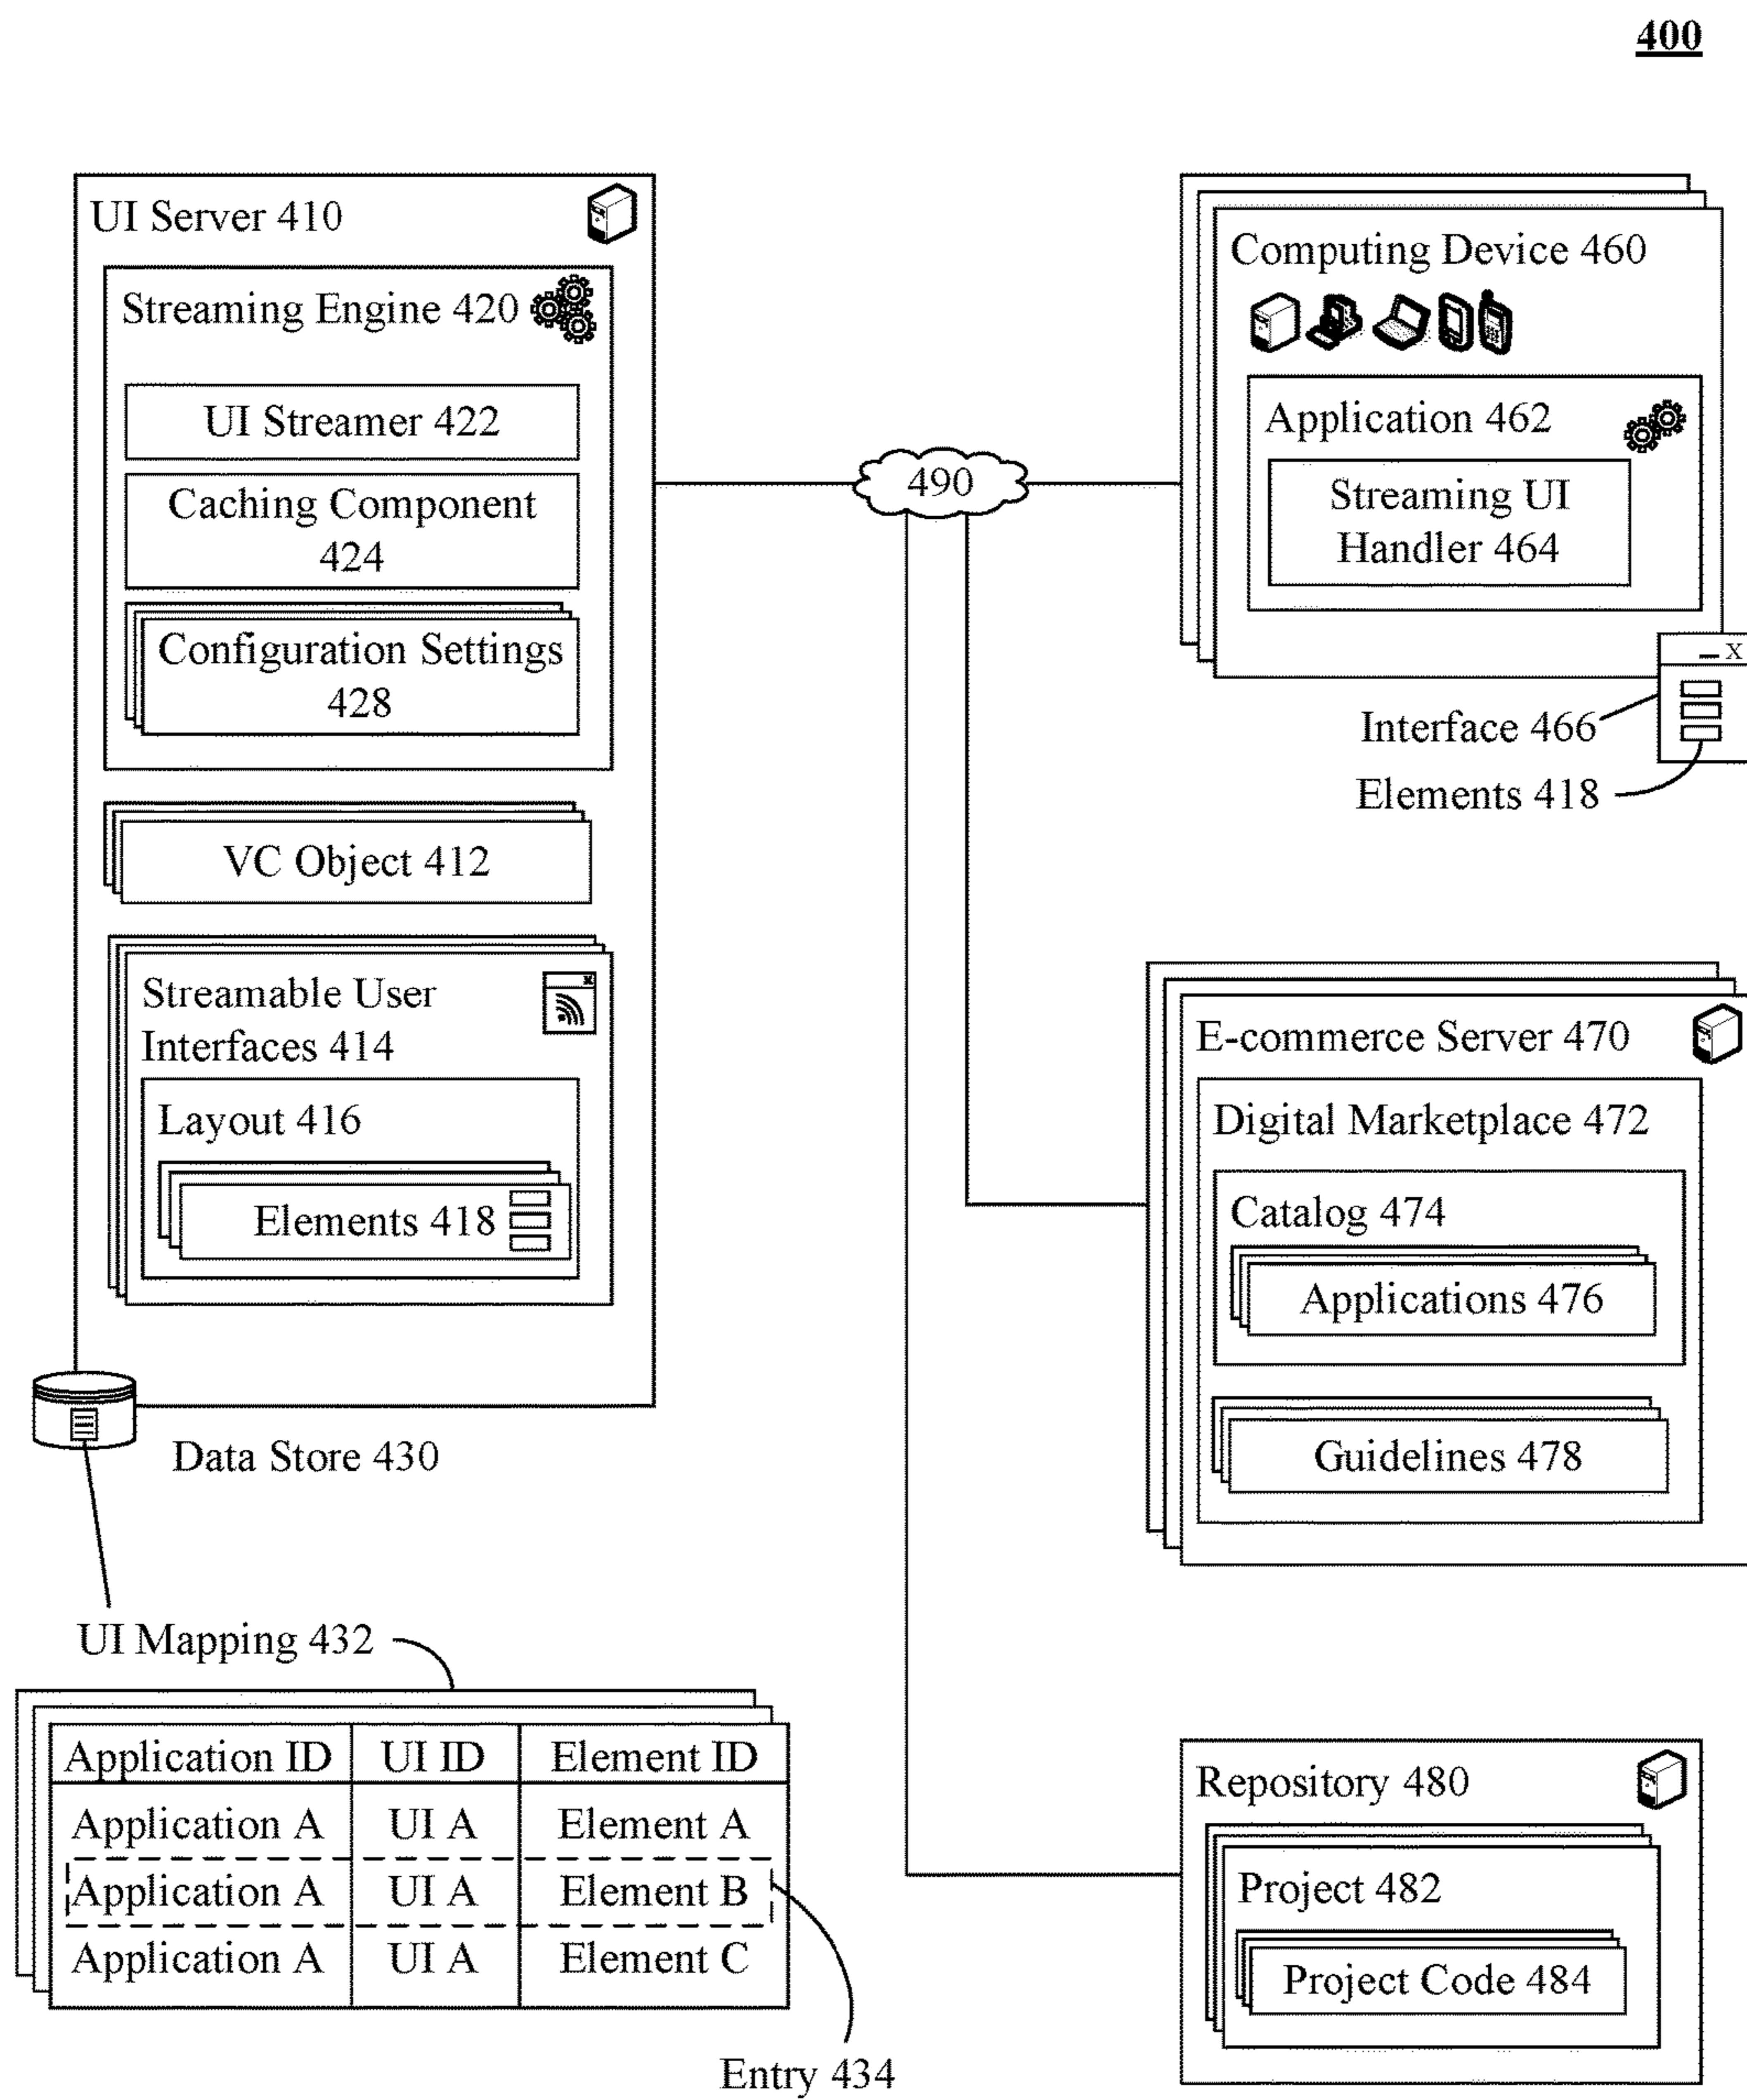 400
UI Server 410
Streaming Engine 420
UI Streamer 422
Caching Component
424
Configuration Settings
428
VC Object 412
Streamable User
Interfaces 414
Layout 416
Elements 418
Data Store 430
UI Mapping 432
Application ID UI ID Element ID
Application A UI A Element A
Application A UI A Element B
Application A UI A Element C
Entry 434
490
Computing Device 460
Application 462
Streaming UI
Handler 464
X
Interface 466
Elements 418
E-commerce Server 470
Digital Marketplace 472
Catalog 474
Applications 476
Guidelines 478
Repository 480
Project 482
Project Code 484